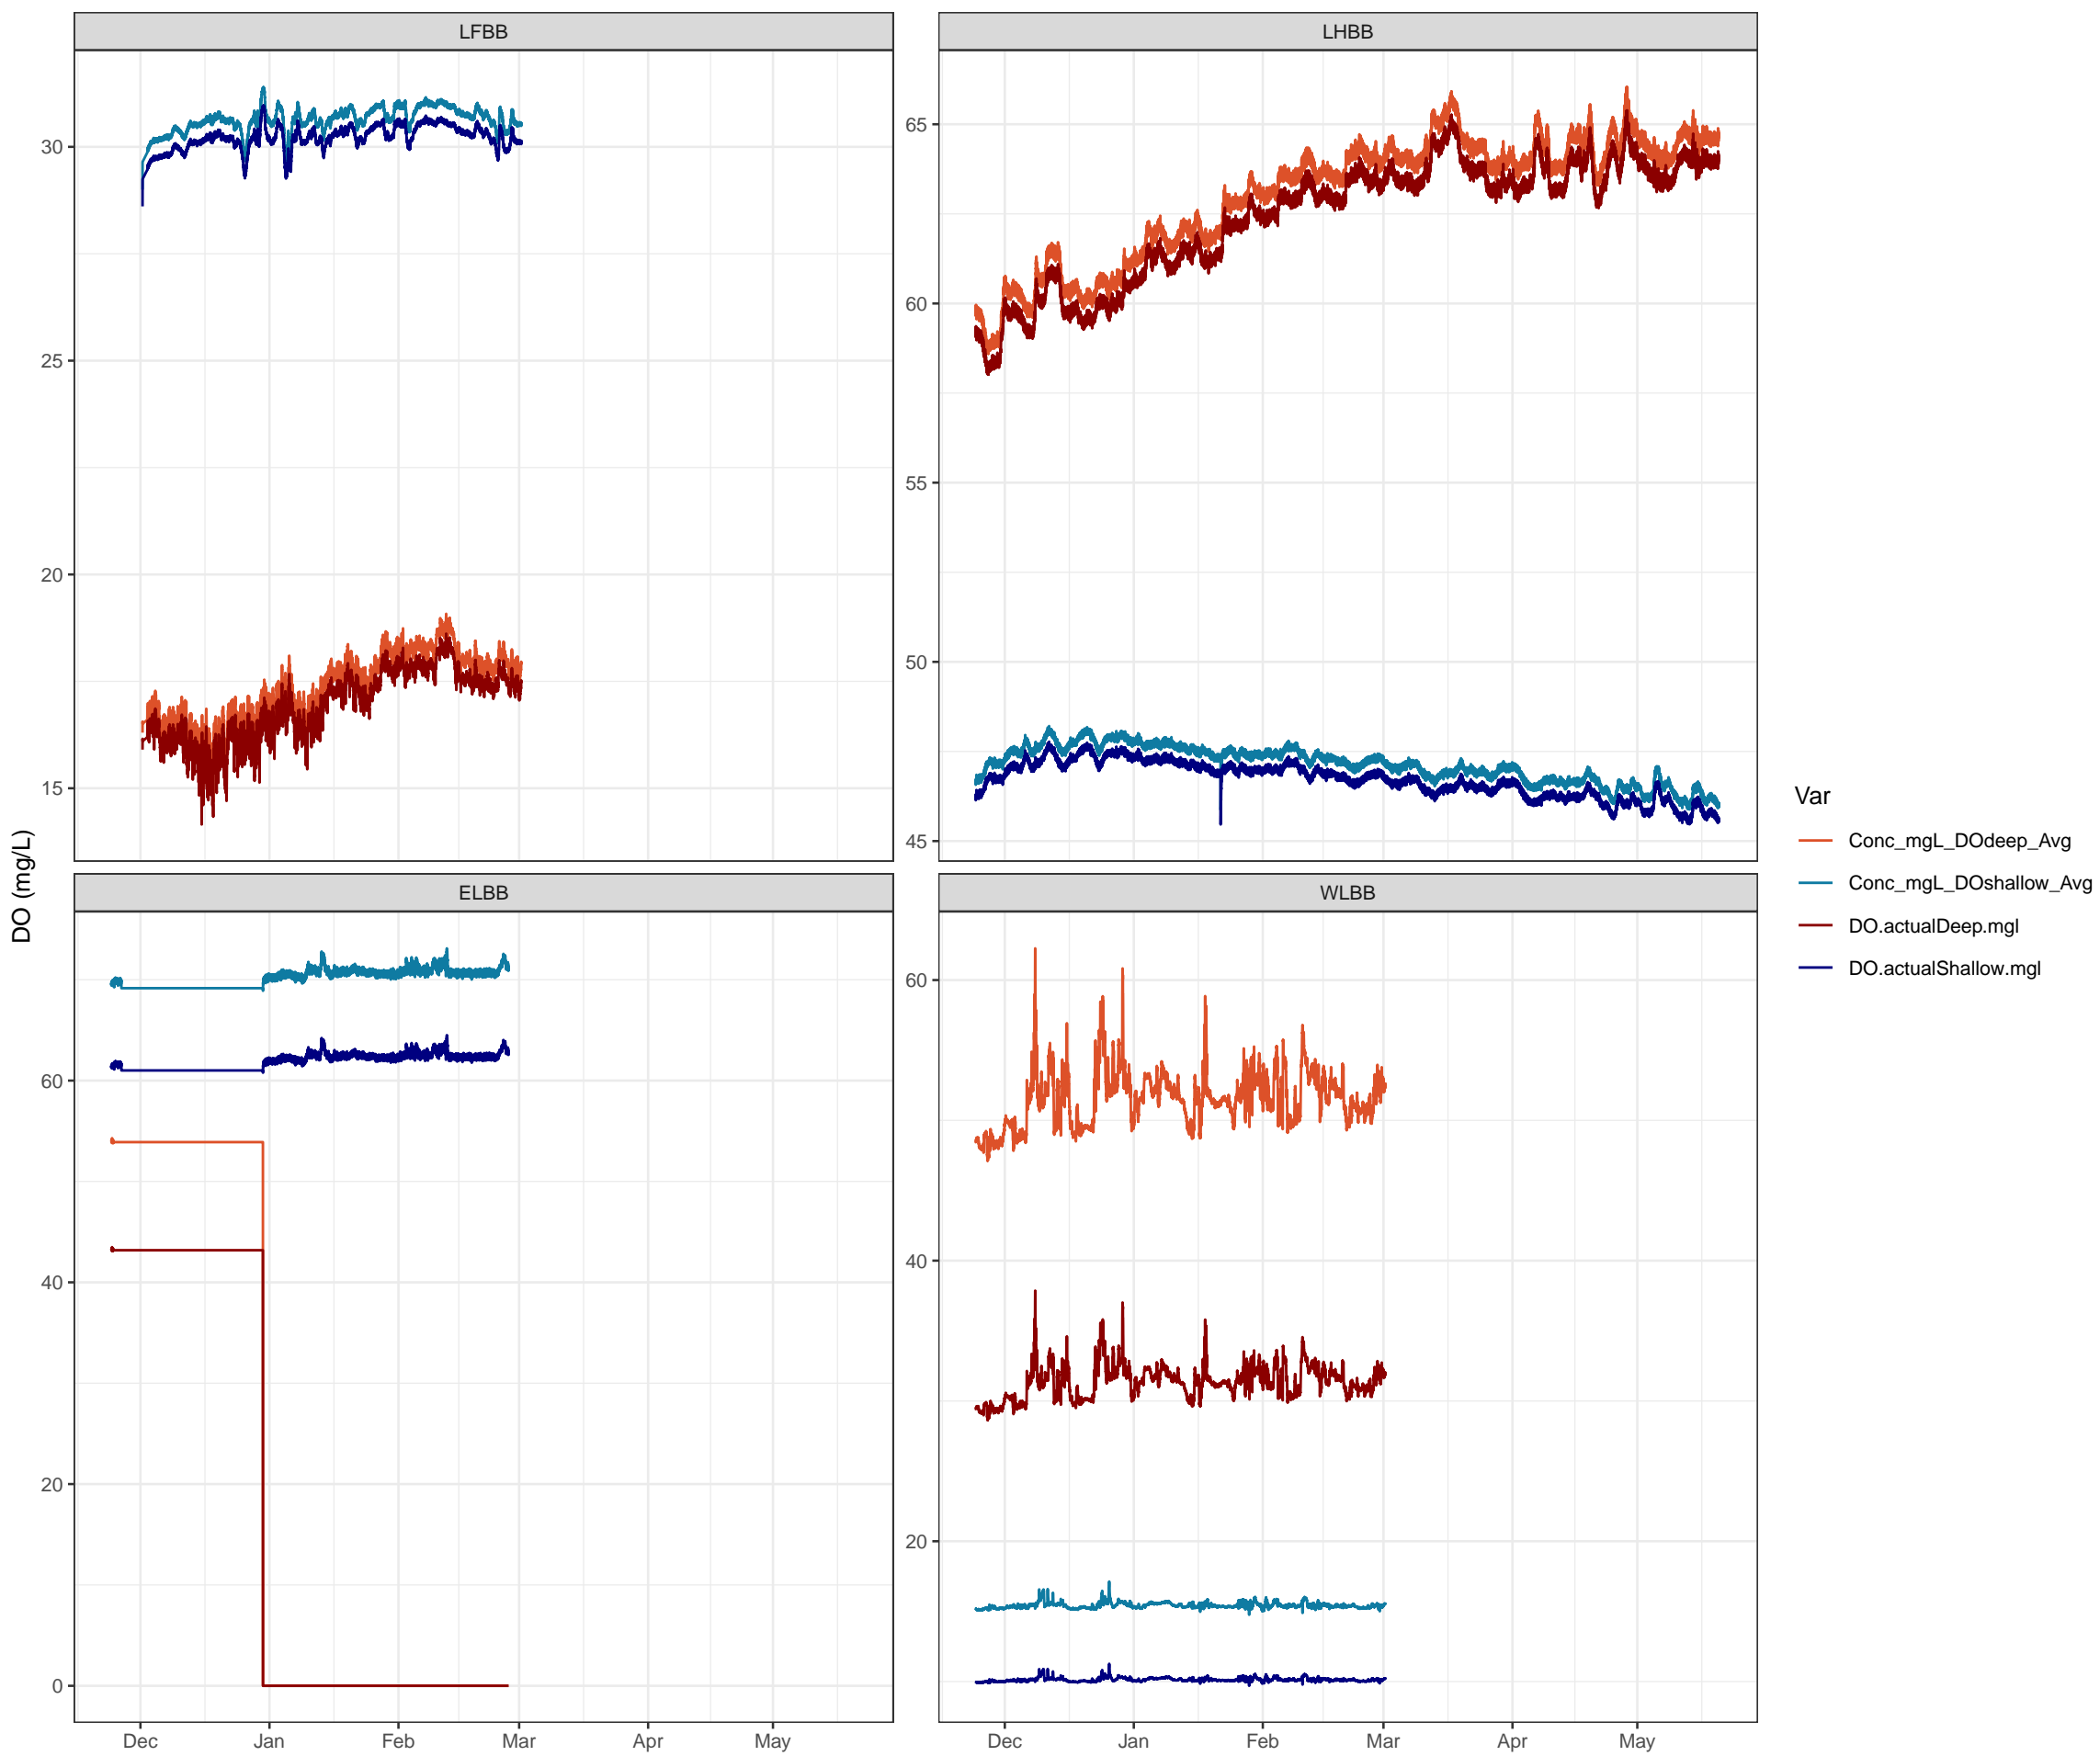 LFBB
LHBB
30
25
20
15
65
60
55
50
45
ELBB
WLBB
60
40
20
0
60
40
20
Dec Jan Feb Mar Apr May
Dec Jan Feb Mar Apr May
DO (mg/L)
Var
Conc_mgL_DOdeep_Avg
Conc_mgL_DOshallow_Avg
DO.actualDeep.mgl
DO.actualShallow.mgl